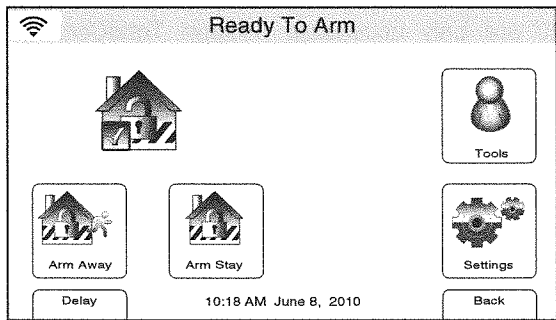 Ready To Arm
Tools
Arm Away Arm Stay Settings
Delay 10:18 AM June 8, 2010 Back